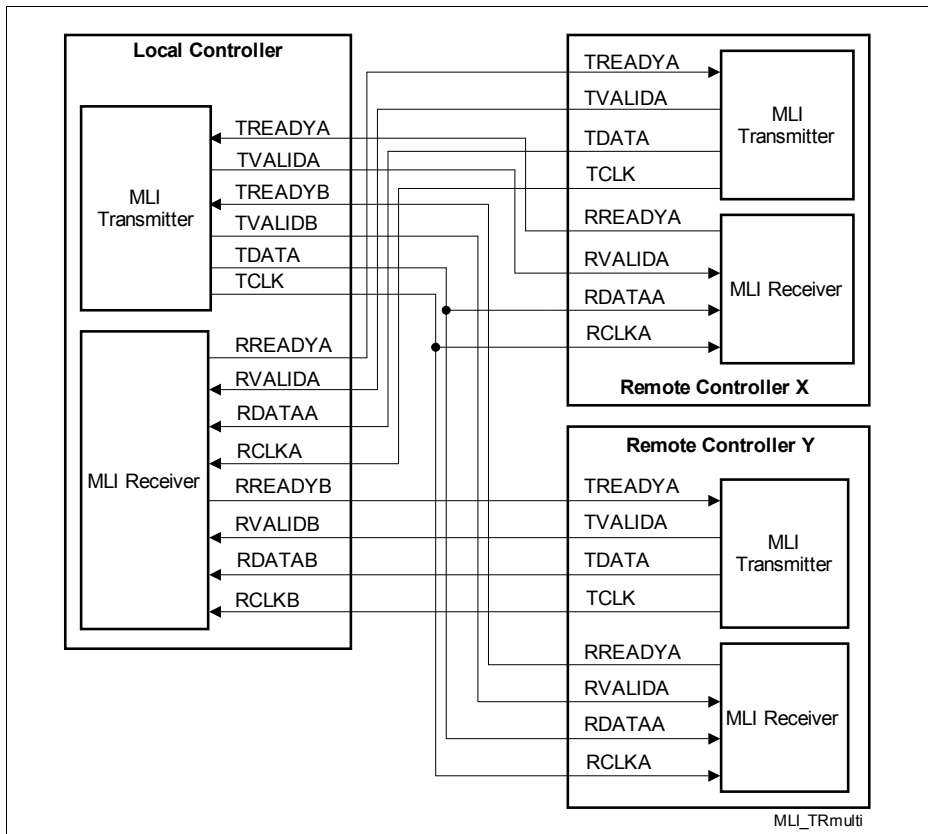 Local Controller
MLI
Transmitter
TREADYA
TVALIDA
TREADYB
TVALIDB
TDATA
TCLK
MLI Receiver
RREADYA
RVALIDA
RDATAA
RCLKA
RREADYB
RVALIDB
RDATAB
RCLKB
TREADYA
TVALIDA
TDATA
TCLK
MLI
Transmitter
RREADYA
RVALIDA
RDATAA
RCLKA
MLI Receiver
Remote Controller X
Remote Controller Y
TREADYA
TVALIDA
TDATA
TCLK
MLI
Transmitter
RREADYA
RVALIDA
RDATAA
RCLKA
MLI Receiver
MLI_TRmulti